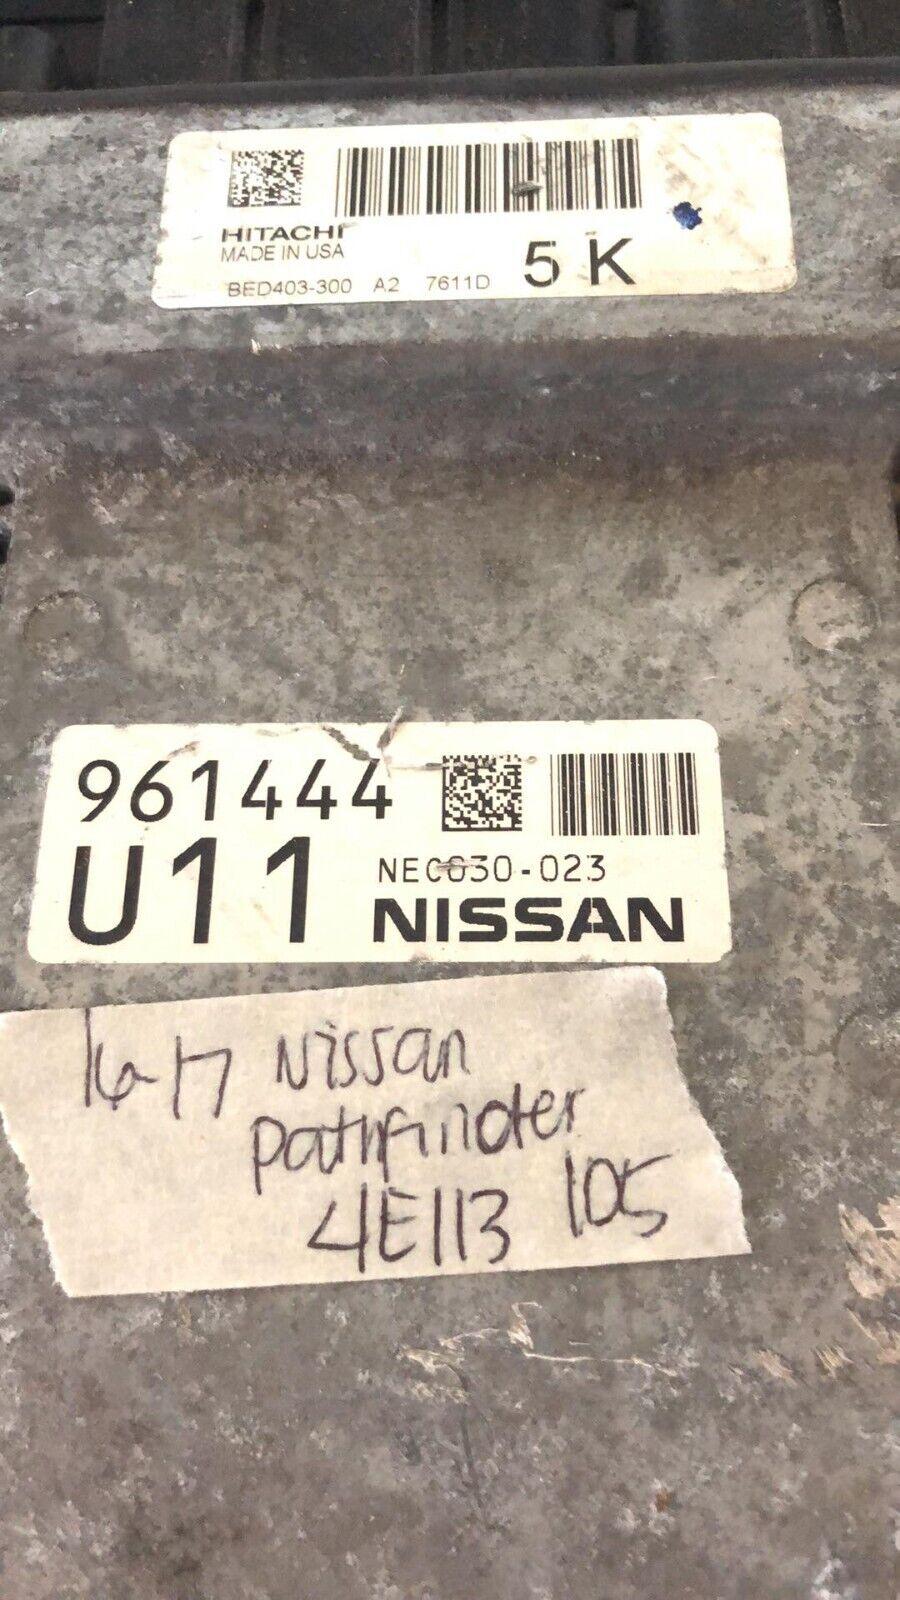 HITACHI
MADE IN USA
BED403-300 A2 7611D 5 K
961444
U11 NEC030-023
NISSAN
16-17 Nissan
Pathfinder
4E113 105